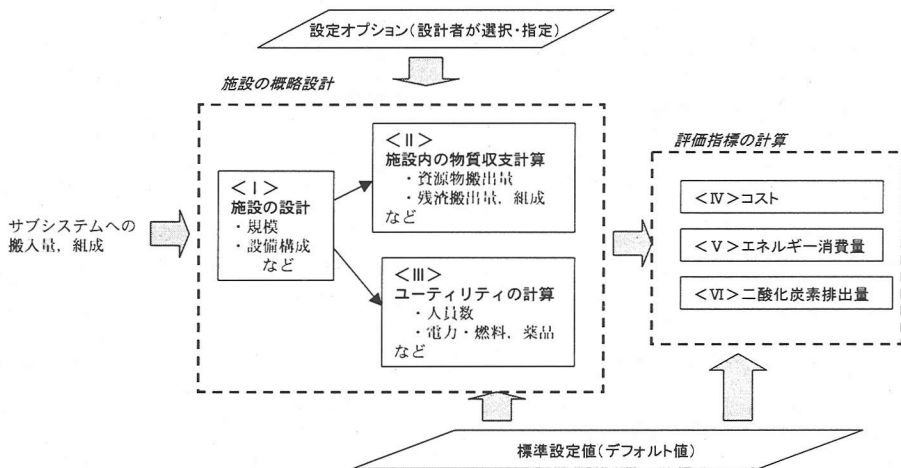 設定オプション(設計者が選択・指定)
施設の概略設計
サブシステムへの
搬入量，組成
＜Ⅰ＞
施設の設計
・規模
・設備構成
など
＜Ⅱ＞
施設内の物質収支計算
・資源物搬出量
・残渣搬出量，組成
など
＜Ⅲ＞
ユーティリティの計算
・人員数
・電力・燃料，薬品
など
評価指標の計算
＜Ⅳ＞コスト
＜Ⅴ＞エネルギー消費量
＜Ⅵ＞二酸化炭素排出量
標準設定値(デフォルト値)